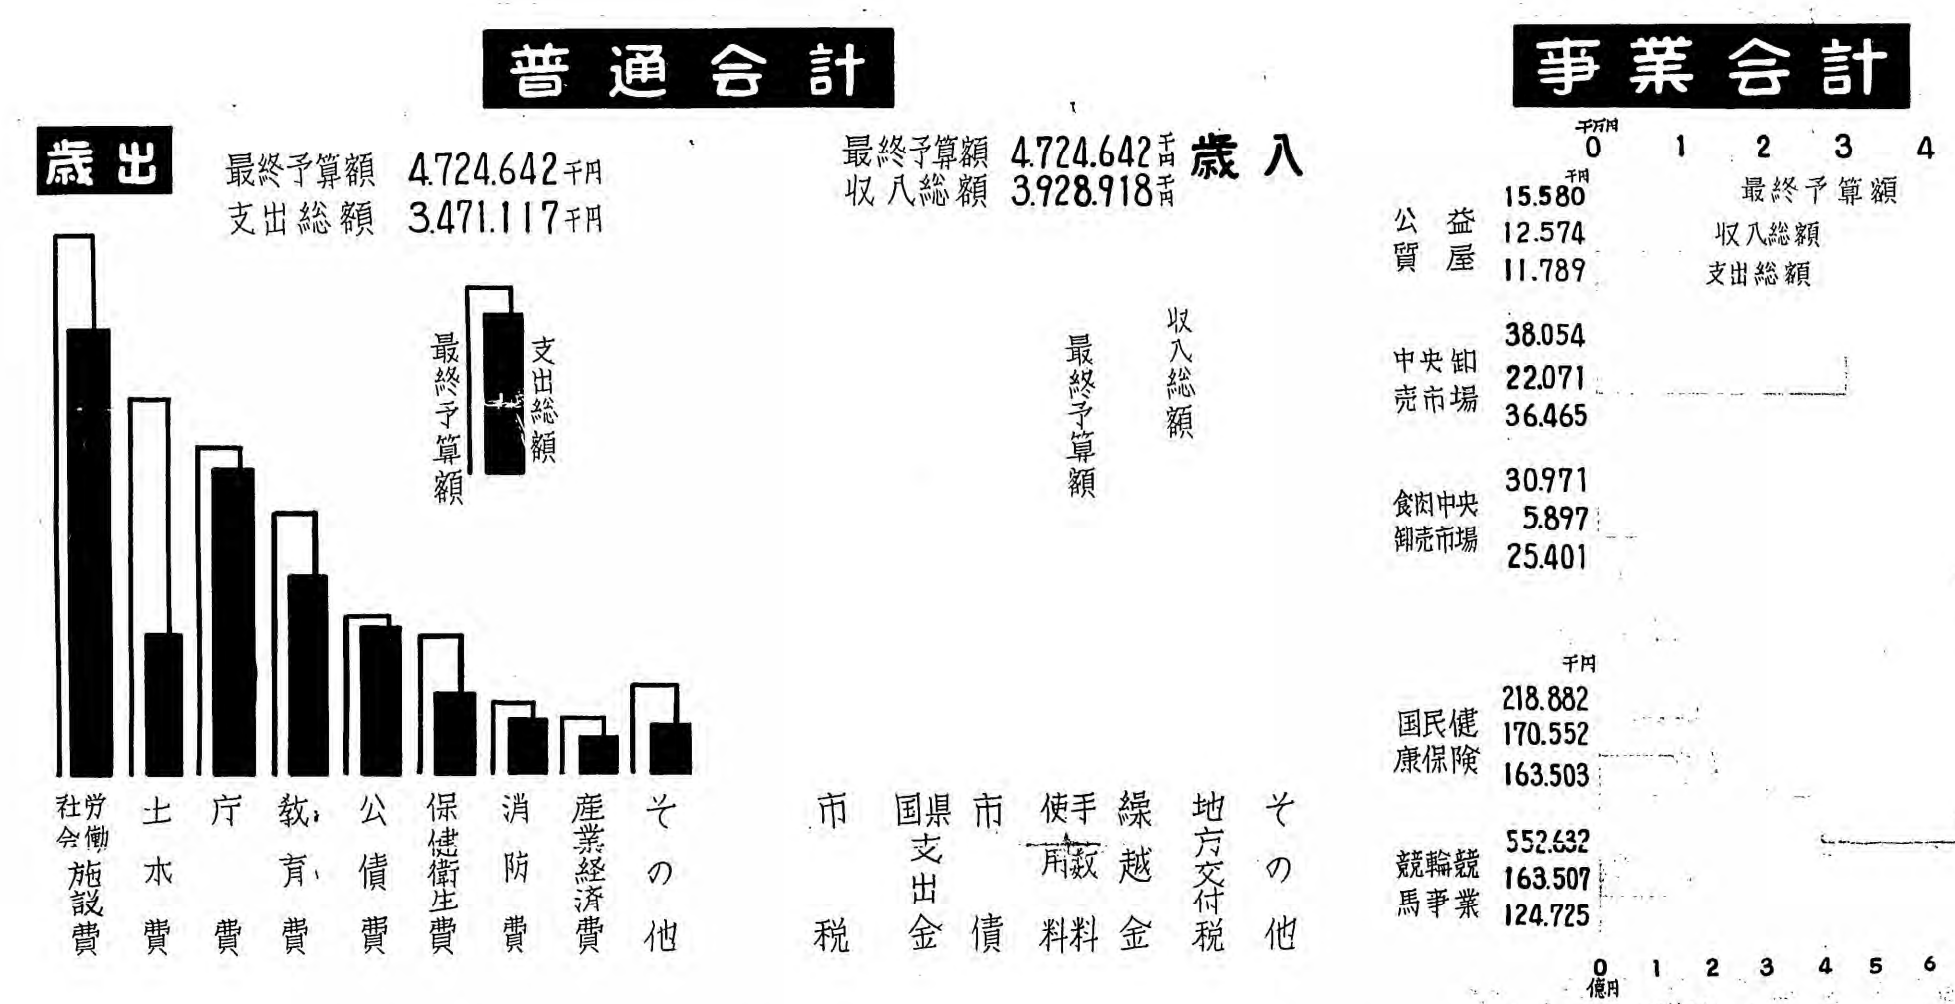 普通会計
歳出
最終予算額 4.724.642千円
支出総額 3.471.117千円
最終予算額
支出総額
社会労働施設費
土木費
庁費
教育費
公債費
保健衛生費
消防費
産業経済費
その他
歳入
最終予算額 4.724.642千円
収入総額 3.928.918千円
最終予算額
収入総額
市税
国県支出金
市債
使用料手数料
繰越金
地方交付税
その他
事業会計
千万円
0 1 2 3 4
千円
公益質屋
15.580 最終予算額
12.574 収入総額
11.789 支出総額
中央卸売市場
38.054
22.071
36.465
食肉中央卸売市場
30.971
5.897
25.401
千円
国民健康保険
218.882
170.552
163.503
競輪競馬事業
552.632
163.507
124.725
0 1 2 3 4 5 6
億円